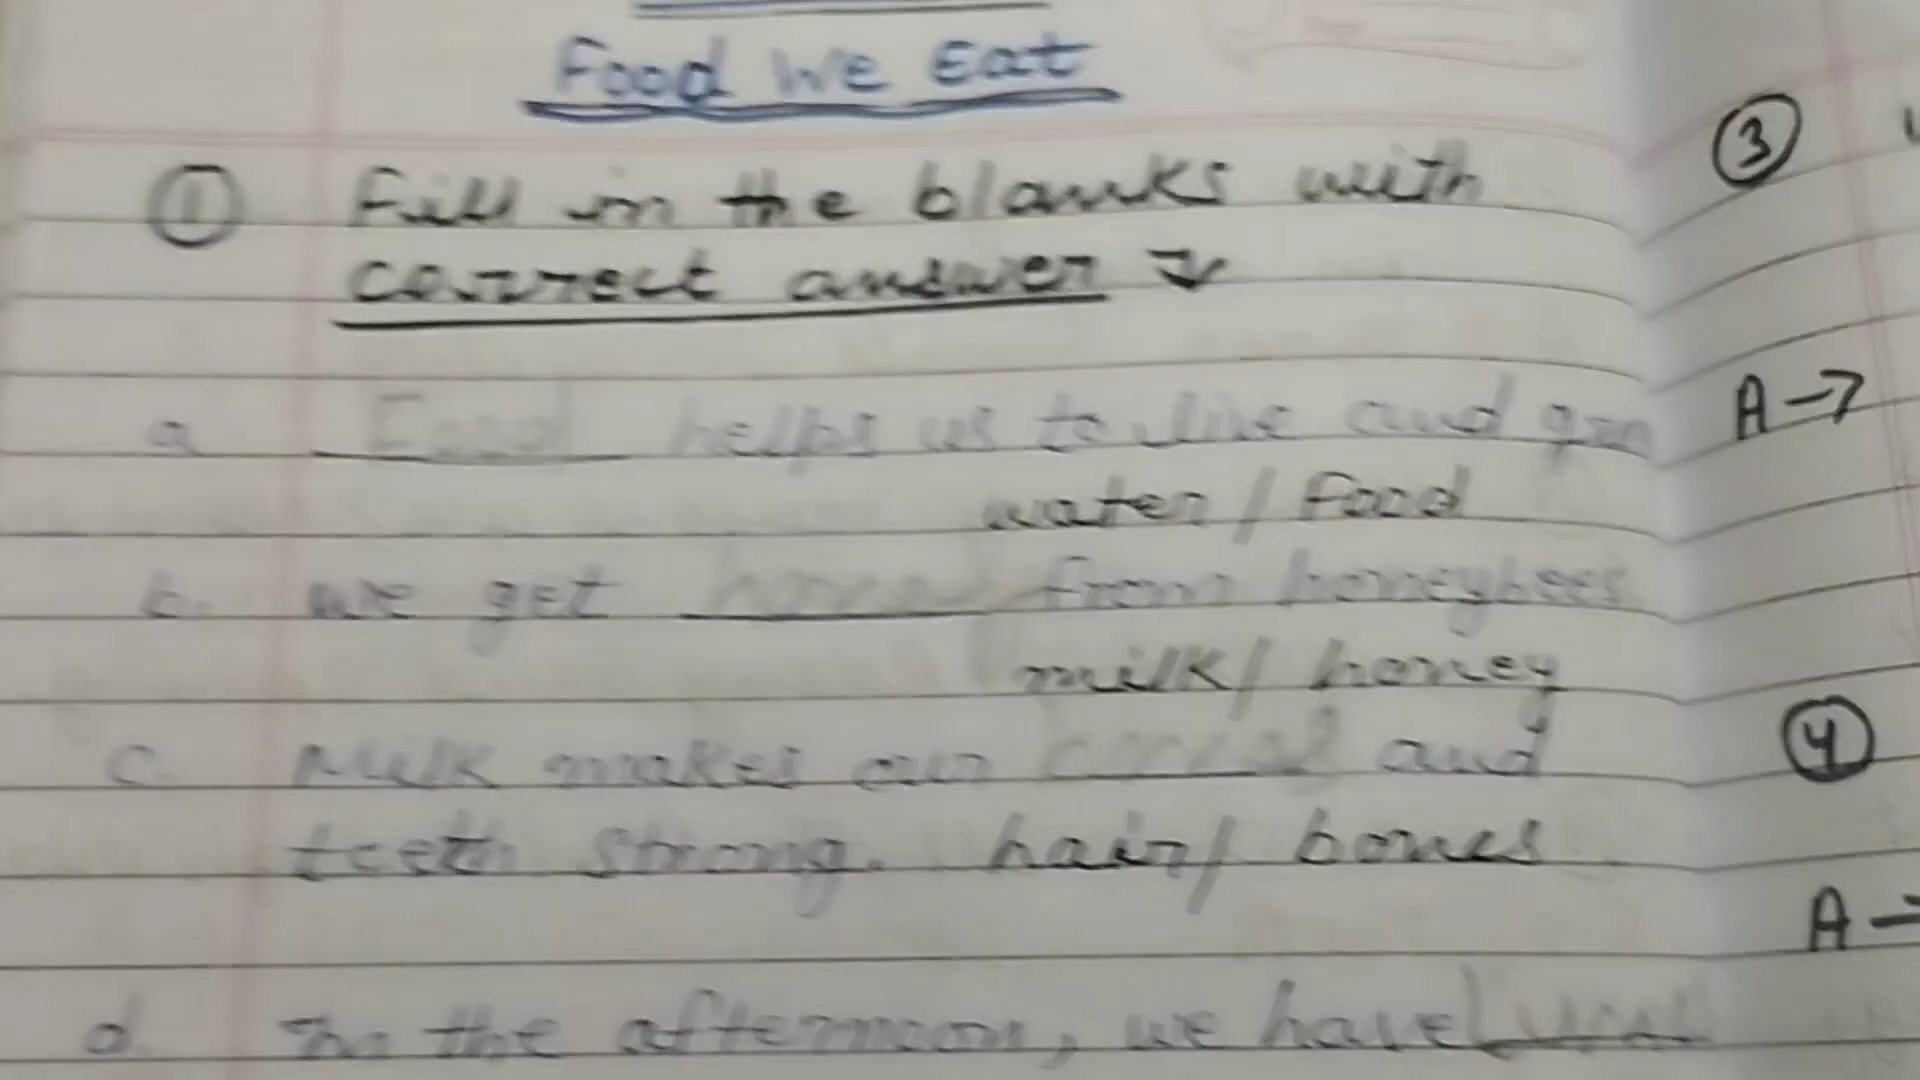 Food We Eat
① Fill in the blanks with
correct answer
a Food helps us to live and grow
water / Food
b. we get honey from honeybees
milk / honey
c. Milk makes our bones and
teeth strong. hair / bones
d. In the afternoon, we have
③
A →
④
A →